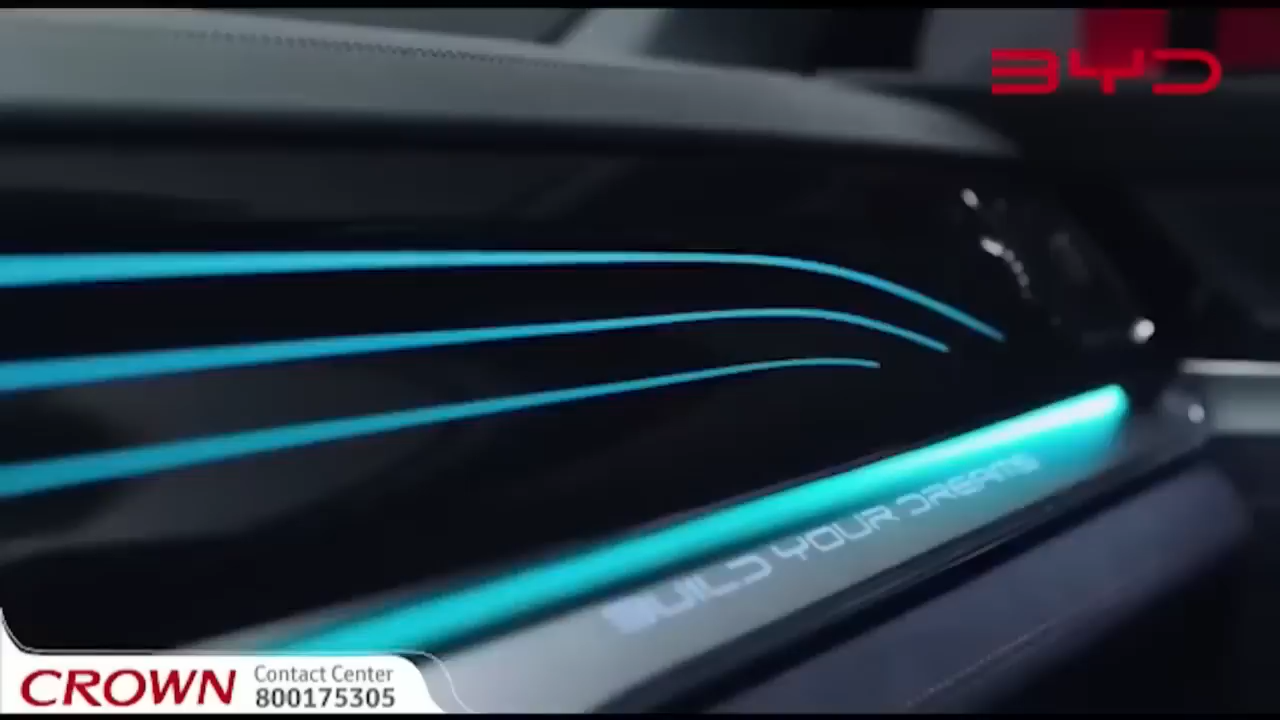 BYD
BUILD YOUR DREAMS
CROWN
Contact Center
800175305